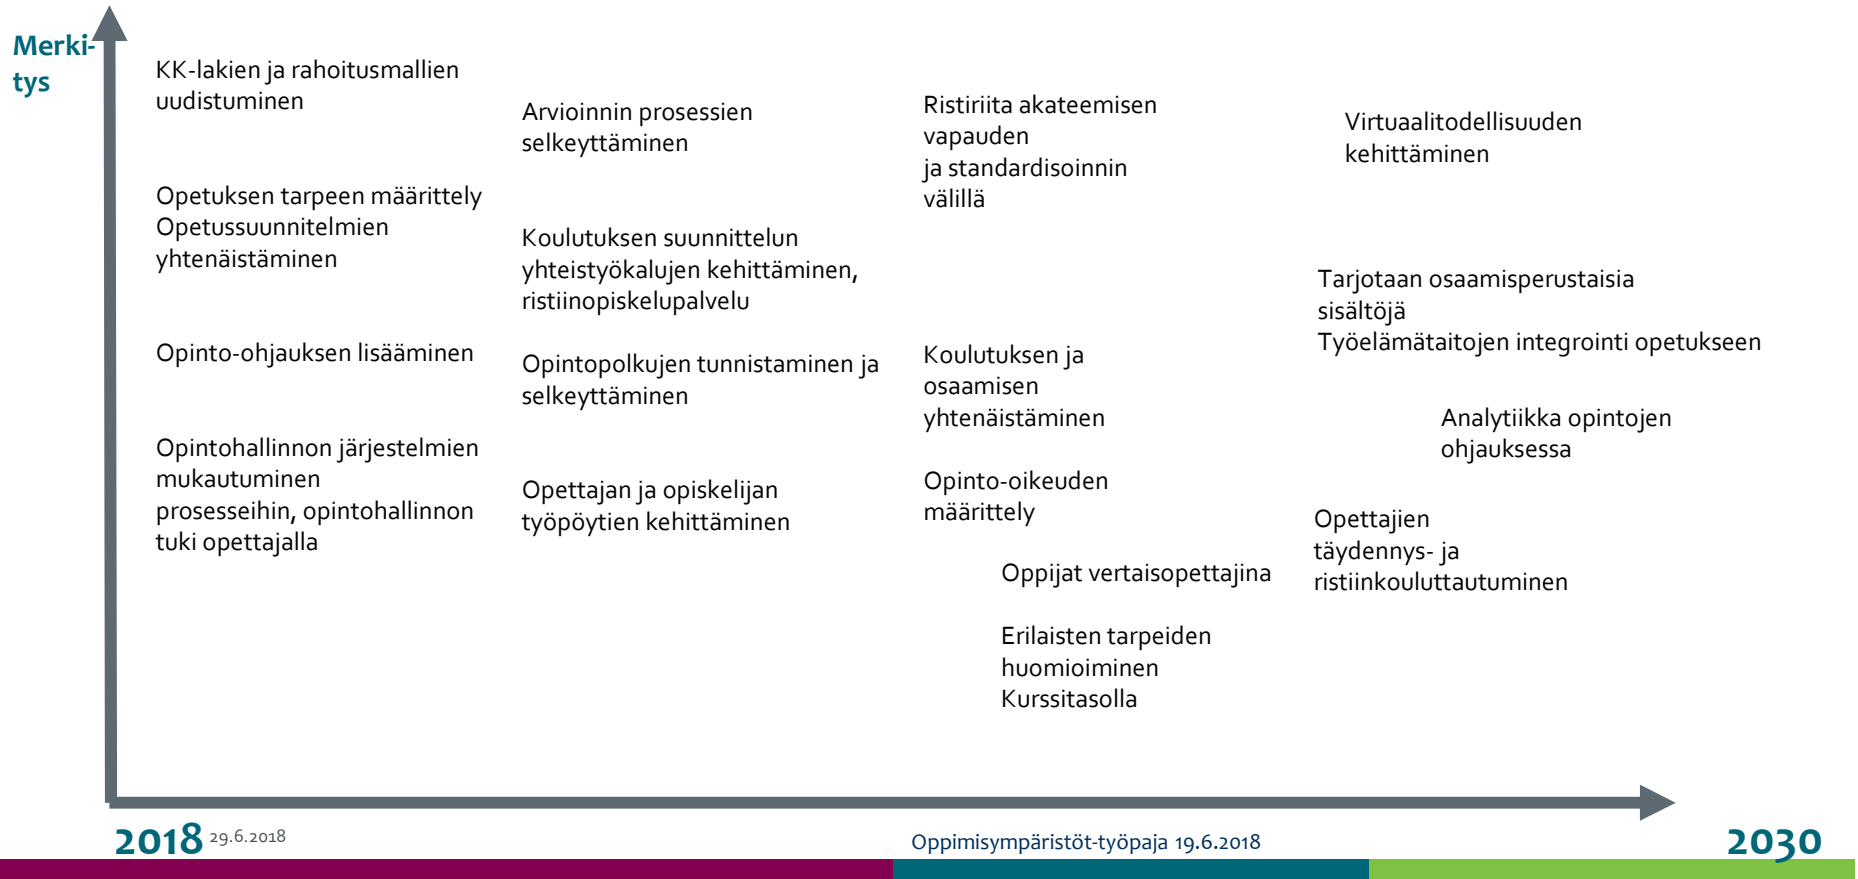 Merki-
tys
KK-lakien ja rahoitusmallien
uudistuminen
Opetuksen tarpeen määrittely
Opetussuunnitelmien
yhtenäistäminen
Opinto-ohjauksen lisääminen
Opintohallinnon järjestelmien
mukautuminen
prosesseihin, opintohallinnon
tuki opettajalla
Arvioinnin prosessien
selkeyttäminen
Koulutuksen suunnittelun
yhteistyökalujen kehittäminen,
ristiinopiskelupalvelu
Opintopolkujen tunnistaminen ja
selkeyttäminen
Opettajan ja opiskelijan
työpöytien kehittäminen
Ristiriita akateemisen
vapauden
ja standardisoinnin
välillä
Koulutuksen ja
osaamisen
yhtenäistäminen
Opinto-oikeuden
määrittely
Oppijat vertaisopettajina
Erilaisten tarpeiden
huomioiminen
Kurssitasolla
Virtuaalitodellisuuden
kehittäminen
Tarjotaan osaamisperustaisia
sisältöjä
Työelämätaitojen integrointi opetukseen
Analytiikka opintojen
ohjauksessa
Opettajien
täydennys- ja
ristiinkouluttautuminen
2018 29.6.2018
Oppimisympäristöt-työpaja 19.6.2018
2030